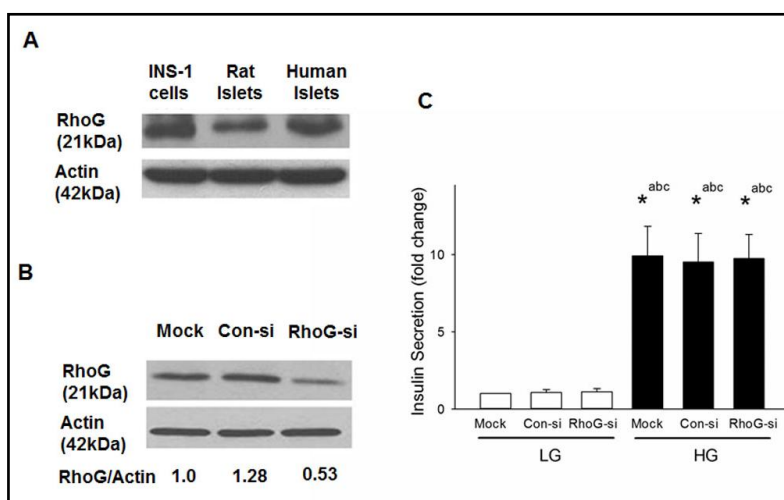 A
INS-1 cells
Rat Islets
Human Islets
RhoG (21kDa)
Actin (42kDa)
B
Mock Con-si RhoG-si
RhoG (21kDa)
Actin (42kDa)
RhoG/Actin 1.0 1.28 0.53
C
Insulin Secretion (fold change)
10
5
0
*abc *abc *abc
Mock Con-si RhoG-si Mock Con-si RhoG-si
LG HG